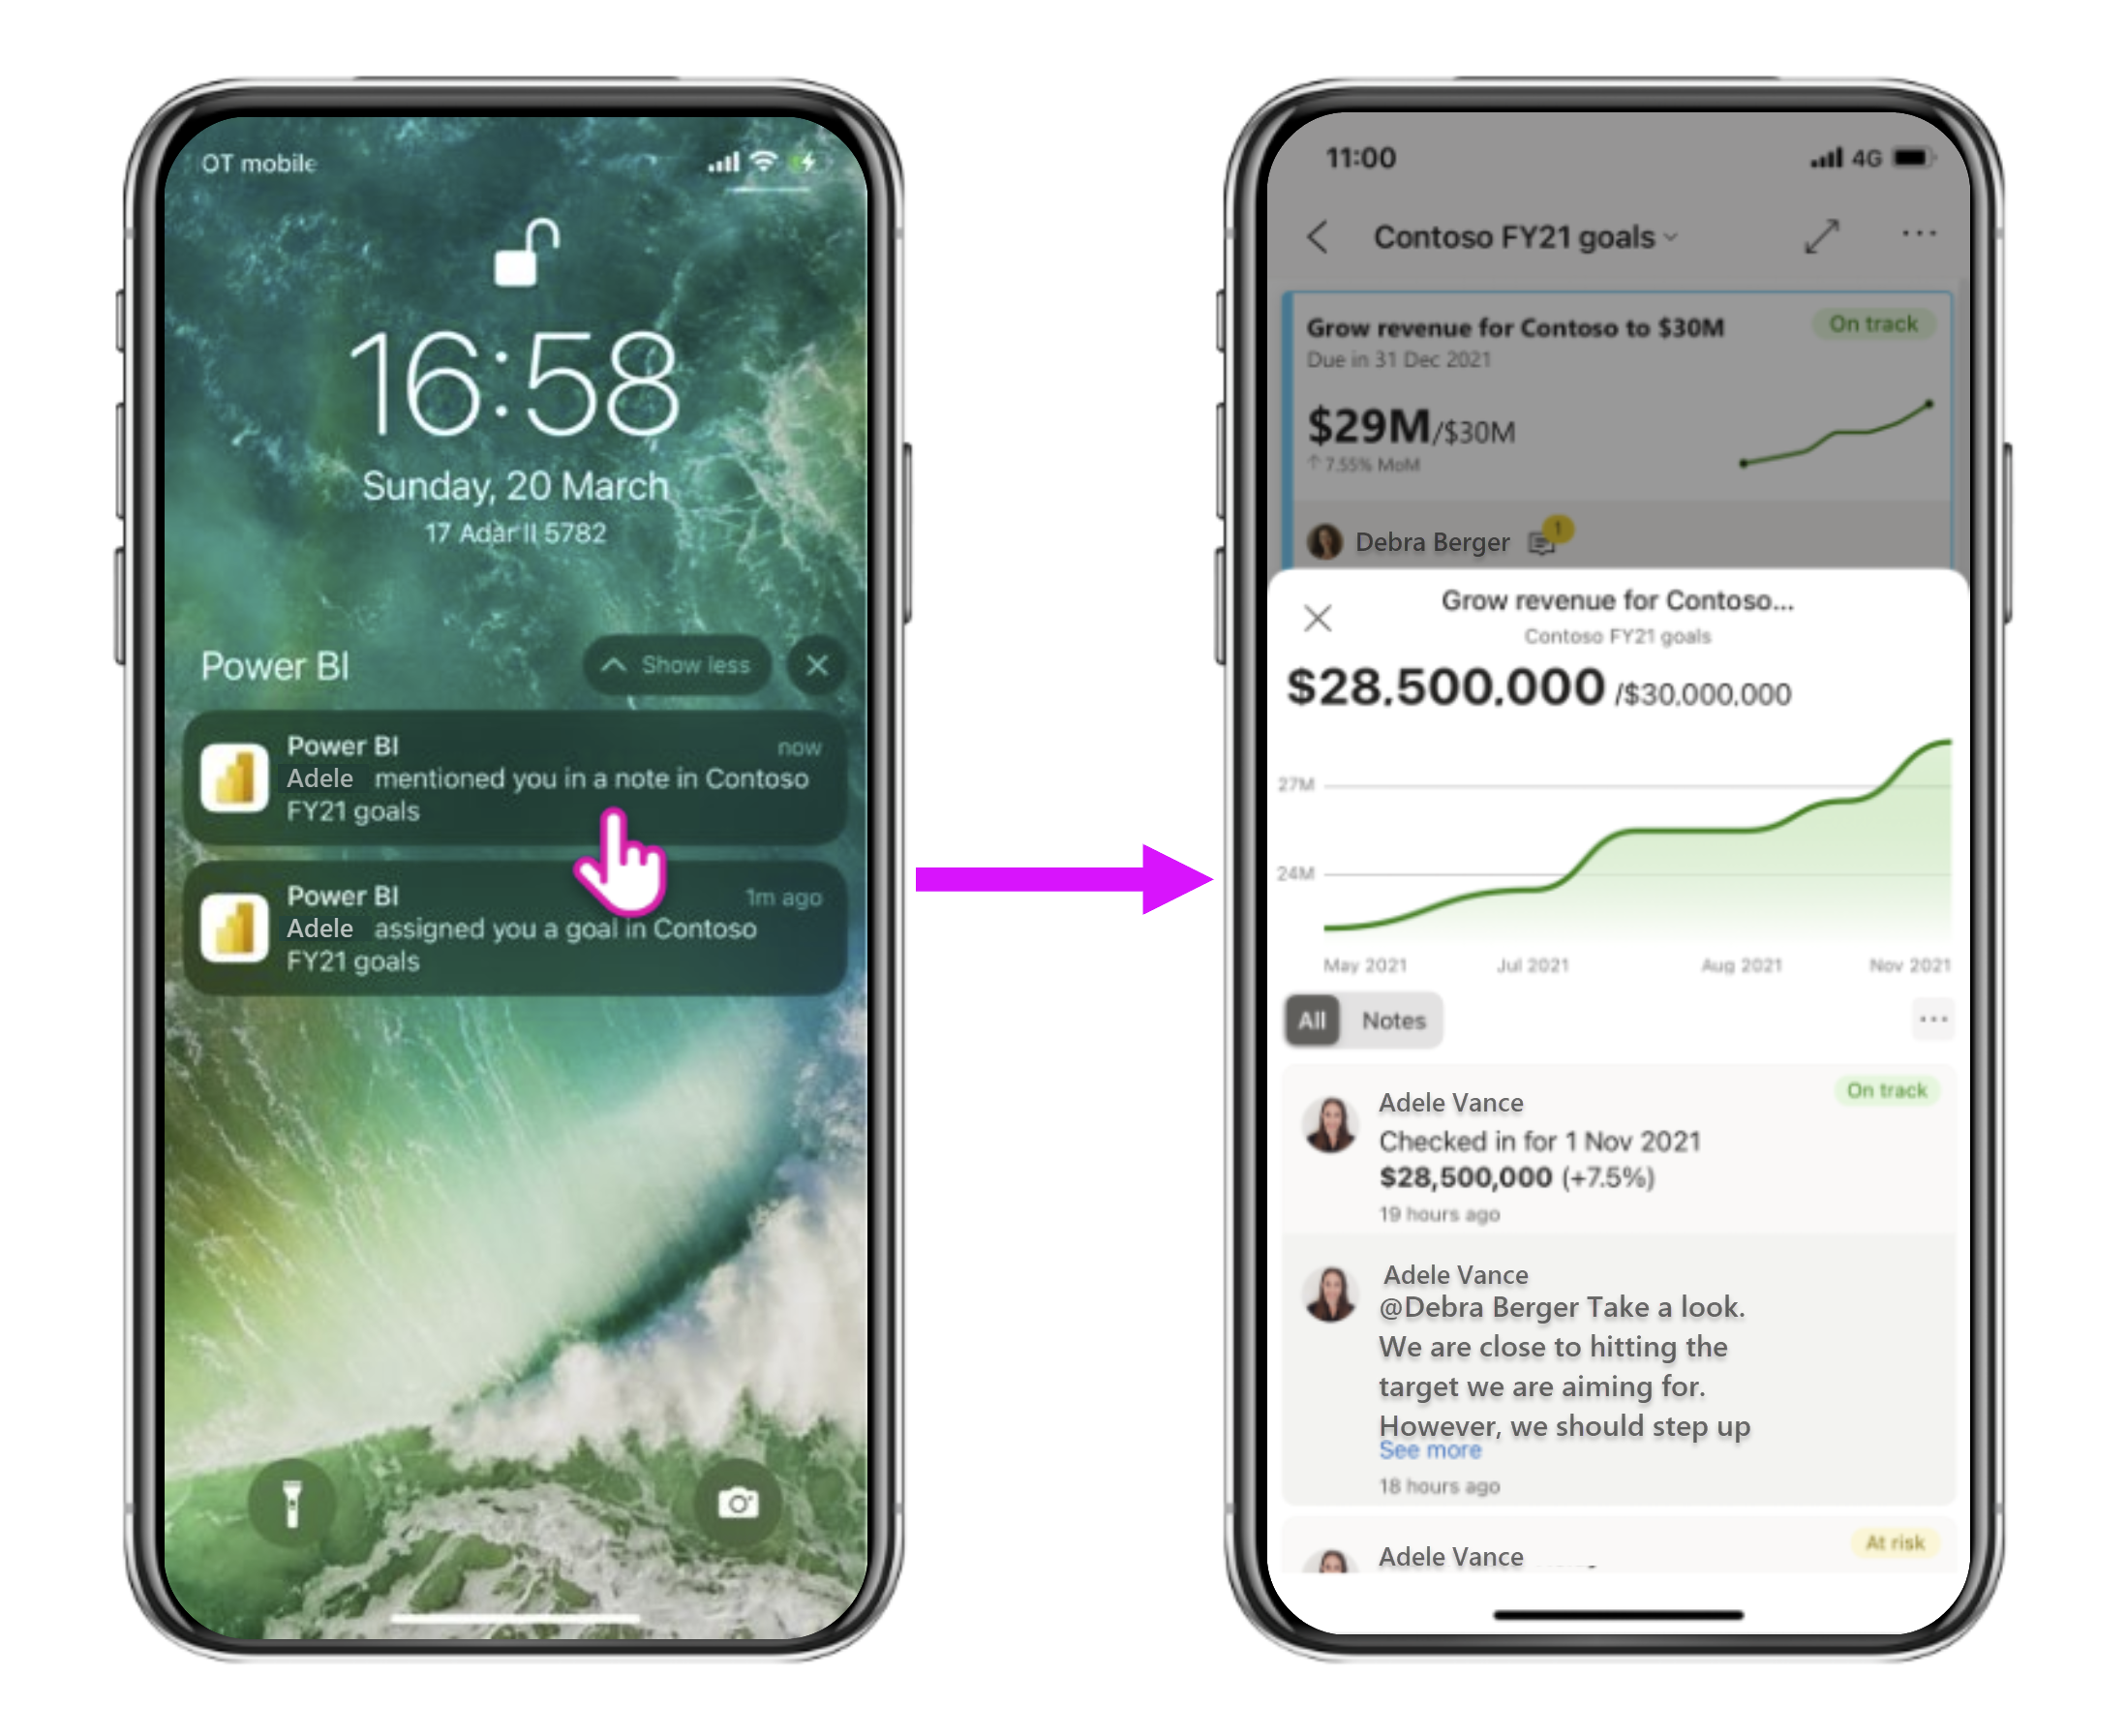 OT mobile
16:58
Sunday, 20 March
17 Adar II 5782
Power BI
Show less
Power BI
now
Adele mentioned you in a note in Contoso
FY21 goals
Power BI
1m ago
Adele assigned you a goal in Contoso
FY21 goals
11:00
4G
Contoso FY21 goals
Grow revenue for Contoso to $30M
On track
Due in 31 Dec 2021
$29M/$30M
↑ 7.55% MoM
Debra Berger
1
Grow revenue for Contoso...
Contoso FY21 goals
$28,500,000 /$30,000,000
27M
24M
May 2021 Jul 2021 Aug 2021 Nov 2021
All Notes
Adele Vance
On track
Checked in for 1 Nov 2021
$28,500,000 (+7.5%)
19 hours ago
Adele Vance
@Debra Berger Take a look.
We are close to hitting the
target we are aiming for.
However, we should step up
See more
18 hours ago
Adele Vance
At risk